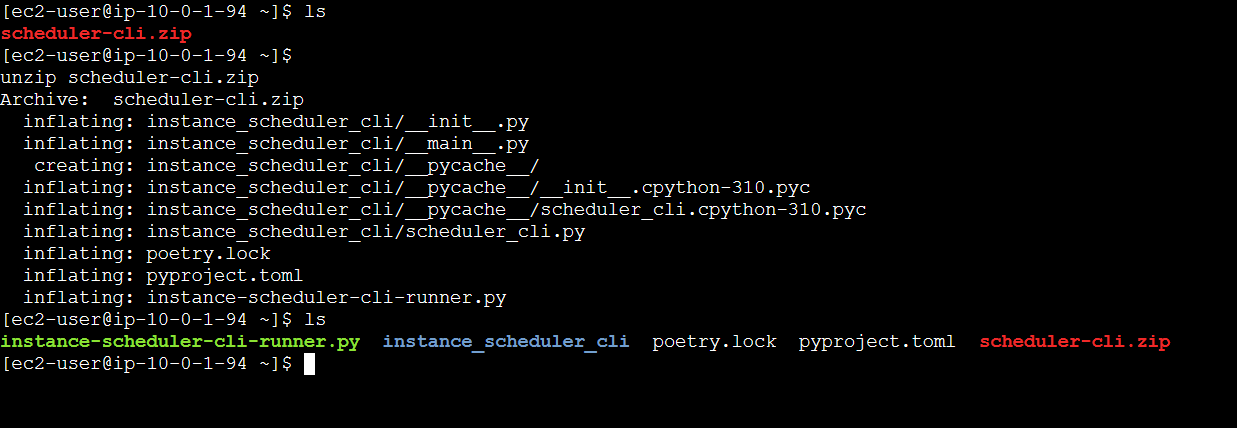 [ec2-user@ip-10-0-1-94 ~]$ ls
scheduler-cli.zip
[ec2-user@ip-10-0-1-94 ~]$
unzip scheduler-cli.zip
Archive:  scheduler-cli.zip
  inflating: instance_scheduler_cli/__init__.py
  inflating: instance_scheduler_cli/__main__.py
   creating: instance_scheduler_cli/__pycache__/
  inflating: instance_scheduler_cli/__pycache__/__init__.cpython-310.pyc
  inflating: instance_scheduler_cli/__pycache__/scheduler_cli.cpython-310.pyc
  inflating: instance_scheduler_cli/scheduler_cli.py
  inflating: poetry.lock
  inflating: pyproject.toml
  inflating: instance-scheduler-cli-runner.py
[ec2-user@ip-10-0-1-94 ~]$ ls
instance-scheduler-cli-runner.py  instance_scheduler_cli  poetry.lock  pyproject.toml  scheduler-cli.zip
[ec2-user@ip-10-0-1-94 ~]$